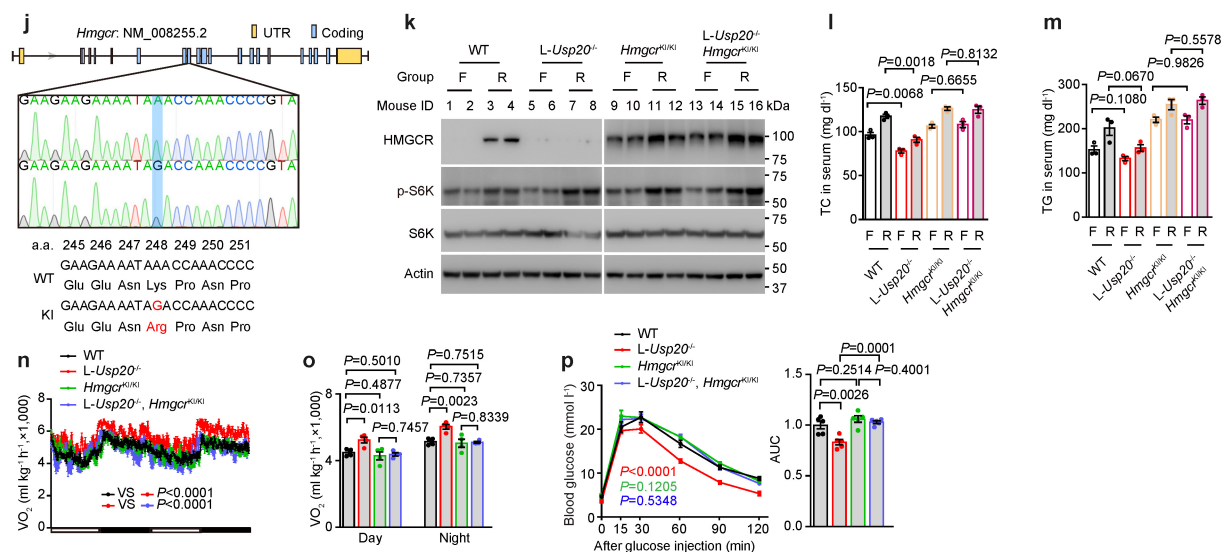 j
Hmgcr: NM_008255.2
UTR
Coding
GAAGAAGAAAATAAACCAAACCCCGTA
GAAGAAGAAAATAGACCAAACCCCGTA
a.a. 245 246 247 248 249 250 251
WT
GAAGAAAATAAACCAAACCCC
Glu Glu Asn Lys Pro Asn Pro
KI
GAAGAAAATAGACCAAACCCC
Glu Glu Asn Arg Pro Asn Pro
k
WT L-Usp20-/- HmgcrKI/KI L-Usp20-/- HmgcrKI/KI
Group F R F R F R F R
Mouse ID 1 2 3 4 5 6 7 8 9 10 11 12 13 14 15 16 kDa
HMGCR
100
75
p-S6K
75
50
S6K
75
50
Actin
50
37
l
P=0.8132
P=0.0018
P=0.6655
P=0.0068
TC in serum (mg dl-1)
150
100
50
0
F R F R F R F R
WT
L-Usp20-/-
HmgcrKI/KI
L-Usp20-/-
HmgcrKI/KI
m
P=0.5578
P=0.9826
P=0.0670
P=0.1080
TG in serum (mg dl-1)
300
200
100
0
F R F R F R F R
WT
L-Usp20-/-
HmgcrKI/KI
L-Usp20-/-
HmgcrKI/KI
n
WT
L-Usp20-/-
HmgcrKI/KI
L-Usp20-/-, HmgcrKI/KI
VO2 (ml kg-1 h-1, ×1,000)
8
6
4
2
0
VS P<0.0001
VS P<0.0001
o
P=0.5010
P=0.4877
P=0.0113
P=0.7457
P=0.7515
P=0.7357
P=0.0023
P=0.8339
VO2 (ml kg-1 h-1, ×1,000)
9
6
3
0
Day Night
p
WT
L-Usp20-/-
HmgcrKI/KI
L-Usp20-/-, HmgcrKI/KI
Blood glucose (mmol l-1)
40
30
20
10
0
P<0.0001
P=0.1205
P=0.5348
0 15 30 60 90 120
After glucose injection (min)
P=0.0001
P=0.2514
P=0.4001
P=0.0026
AUC
1.5
1.0
0.5
0.0